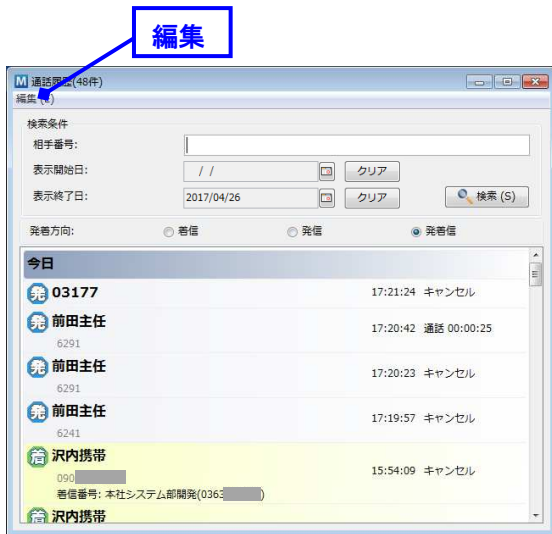 編集
M 通話履歴(48件)
編集
検索条件
相手番号:
表示開始日: / / クリア
表示終了日: 2017/04/26 クリア 検索 (S)
発着方向: 着信 発信 発着信
今日
発 03177 17:21:24 キャンセル
発 前田主任 17:20:42 通話 00:00:25
6291
発 前田主任 17:20:23 キャンセル
6291
発 前田主任 17:19:57 キャンセル
6241
着 沢内携帯 15:54:09 キャンセル
090
着信番号: 本社システム部開発(0363 )
着 沢内携帯